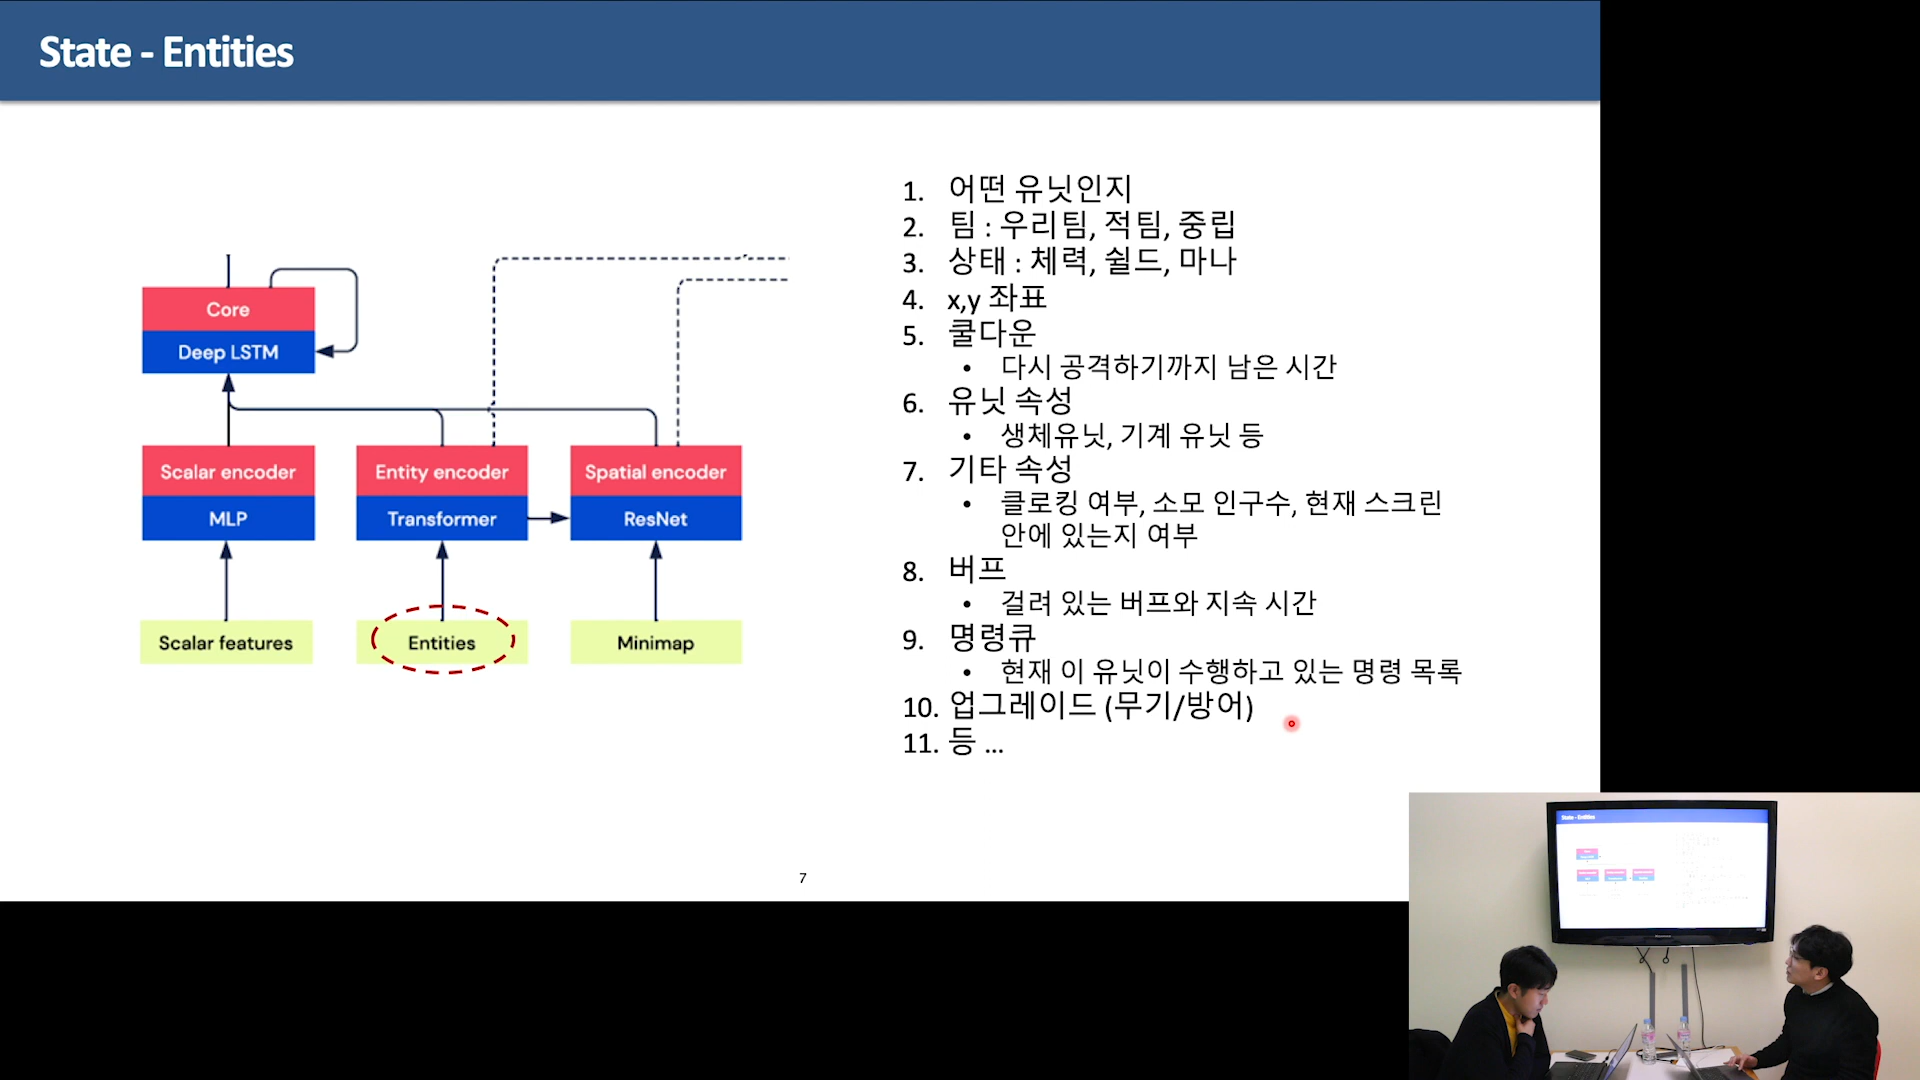 State - Entities
Core
Deep LSTM
Scalar encoder
MLP
Entity encoder
Transformer
Spatial encoder
ResNet
Scalar features
Entities
Minimap
1. 어떤 유닛인지
2. 팀 : 우리팀, 적팀, 중립
3. 상태 : 체력, 쉴드, 마나
4. x,y 좌표
5. 쿨다운
• 다시 공격하기까지 남은 시간
6. 유닛 속성
• 생체유닛, 기계 유닛 등
7. 기타 속성
• 클로킹 여부, 소모 인구수, 현재 스크린
안에 있는지 여부
8. 버프
• 걸려 있는 버프와 지속 시간
9. 명령큐
• 현재 이 유닛이 수행하고 있는 명령 목록
10. 업그레이드 (무기/방어)
11. 등 ...
7
State - Entities